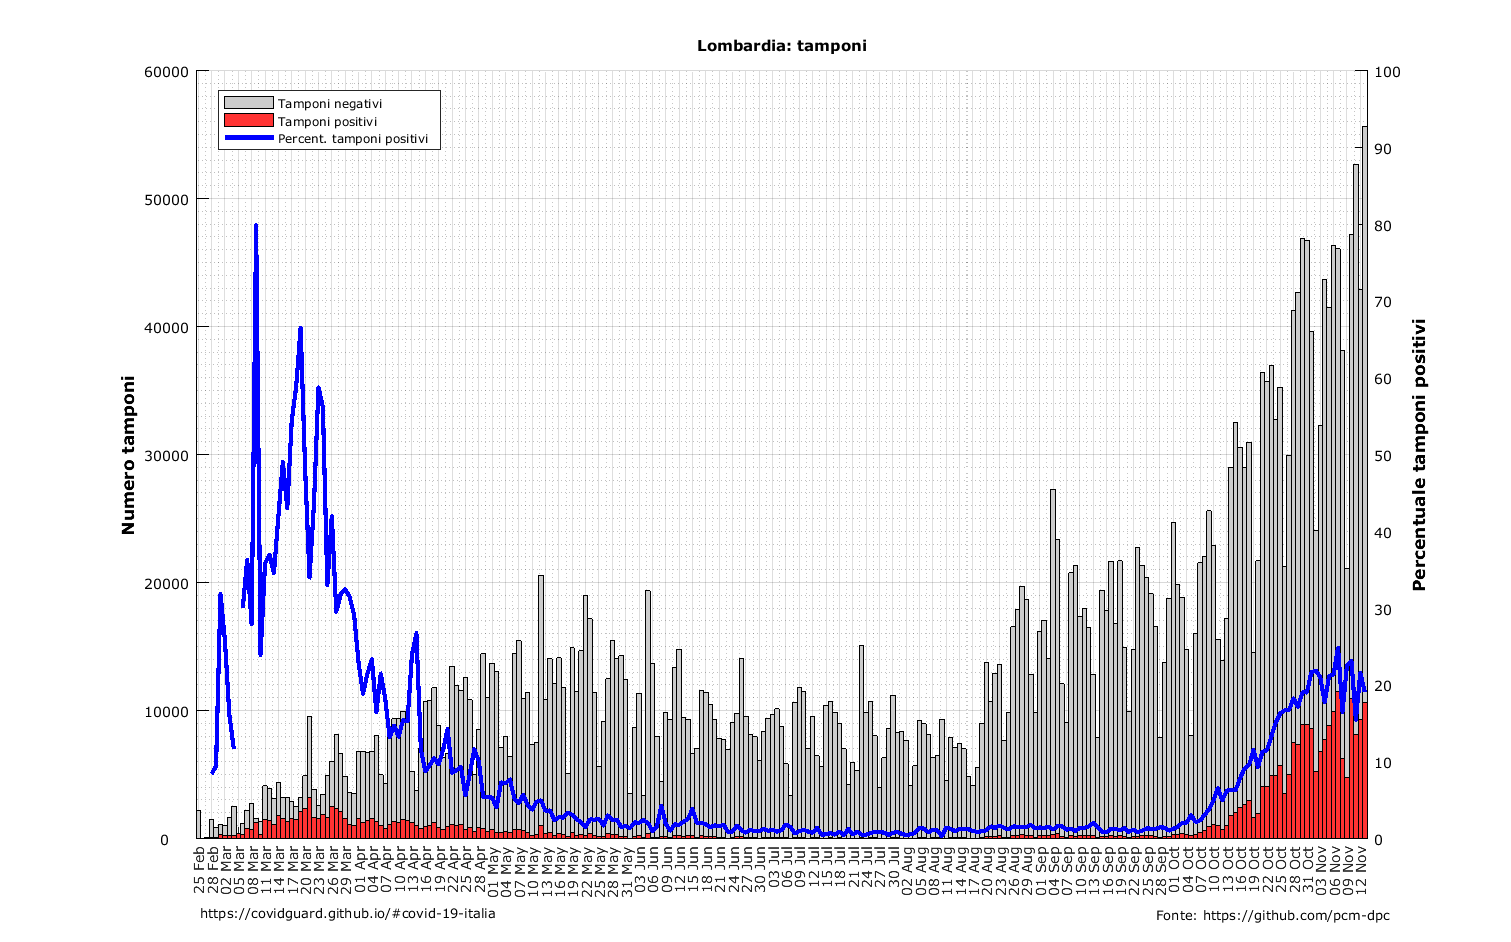 Lombardia: tamponi
Tamponi negativi
Tamponi positivi
Percent. tamponi positivi
Numero tamponi
60000
50000
40000
30000
20000
10000
0
100
90
80
70
60
50
40
30
20
10
0
Percentuale tamponi positivi
25 Feb
28 Feb
02 Mar
05 Mar
08 Mar
11 Mar
14 Mar
17 Mar
20 Mar
23 Mar
26 Mar
29 Mar
01 Apr
04 Apr
07 Apr
10 Apr
13 Apr
16 Apr
19 Apr
22 Apr
25 Apr
28 Apr
01 May
04 May
07 May
10 May
13 May
16 May
19 May
22 May
25 May
28 May
31 May
03 Jun
06 Jun
09 Jun
12 Jun
15 Jun
18 Jun
21 Jun
24 Jun
27 Jun
30 Jun
03 Jul
06 Jul
09 Jul
12 Jul
15 Jul
18 Jul
21 Jul
24 Jul
27 Jul
30 Jul
02 Aug
05 Aug
08 Aug
11 Aug
14 Aug
17 Aug
20 Aug
23 Aug
26 Aug
29 Aug
01 Sep
04 Sep
07 Sep
10 Sep
13 Sep
16 Sep
19 Sep
22 Sep
25 Sep
28 Sep
01 Oct
04 Oct
07 Oct
10 Oct
13 Oct
16 Oct
19 Oct
22 Oct
25 Oct
28 Oct
31 Oct
03 Nov
06 Nov
09 Nov
12 Nov
https://covidguard.github.io/#covid-19-italia
Fonte: https://github.com/pcm-dpc